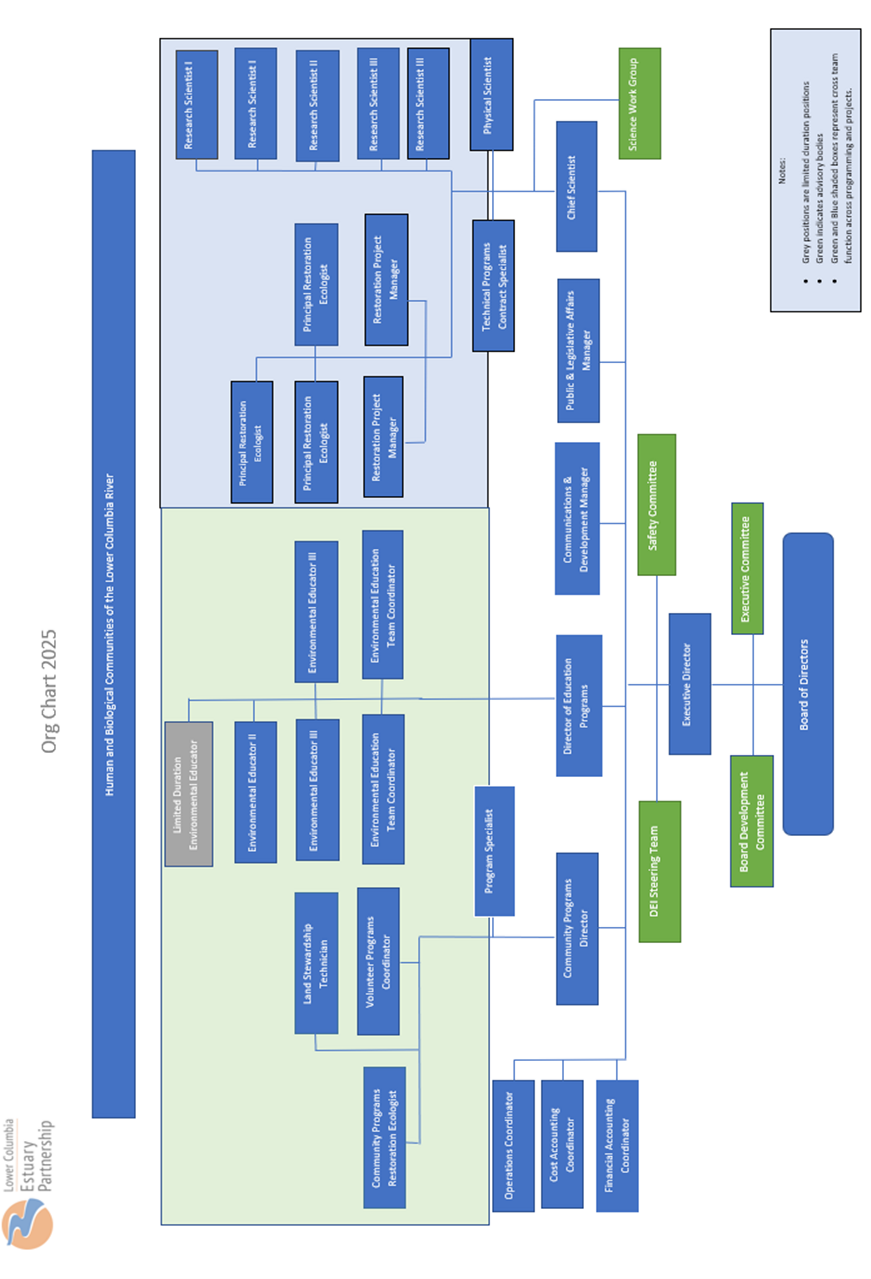 Lower Columbia
Estuary
Partnership
Org Chart 2025
Human and Biological Communities of the Lower Columbia River
Limited Duration
Environmental Educator
Research Scientist I
Environmental Educator II
Principal Restoration
Ecologist
Research Scientist I
Land Stewardship
Technician
Environmental Educator III
Environmental Educator III
Principal Restoration
Ecologist
Principal Restoration
Ecologist
Research Scientist II
Community Programs
Restoration Ecologist
Volunteer Programs
Coordinator
Environmental Education
Team Coordinator
Environmental Education
Team Coordinator
Restoration Project
Manager
Restoration Project
Manager
Research Scientist III
Research Scientist III
Program Specialist
Technical Programs
Contract Specialist
Physical Scientist
Operations Coordinator
Cost Accounting
Coordinator
Financial Accounting
Coordinator
Community Programs
Director
Director of Education
Programs
Communications &
Development Manager
Public & Legislative Affairs
Manager
Chief Scientist
Science Work Group
DEI Steering Team
Safety Committee
Executive Director
Board Development
Committee
Executive Committee
Board of Directors
Notes:
• Grey positions are limited duration positions
• Green indicates advisory bodies
• Green and Blue shaded boxes represent cross team
function across programming and projects.